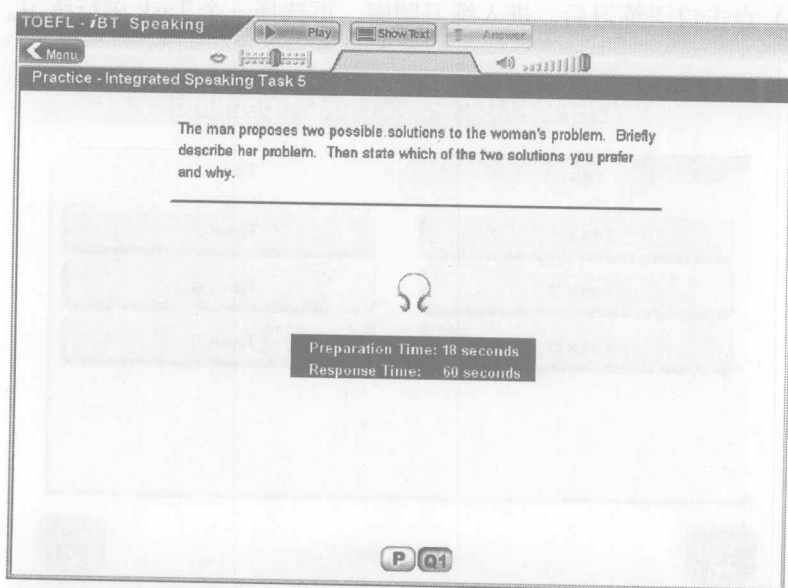 TOEFL - iBT Speaking
Play
Show Text
Answer
Menu
Practice - Integrated Speaking Task 5
The man proposes two possible solutions to the woman's problem. Briefly
describe her problem. Then state which of the two solutions you prefer
and why.
Preparation Time: 18 seconds
Response Time: 60 seconds
P Q1